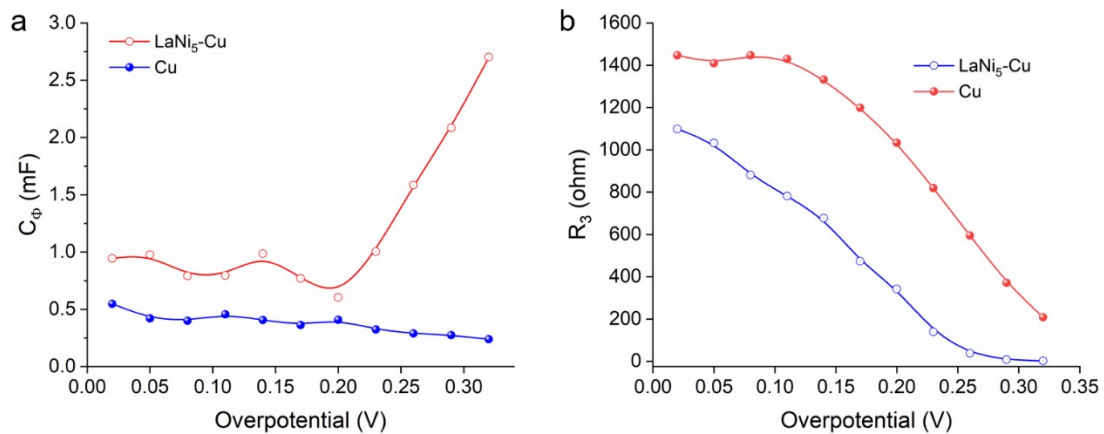 a
3.0
2.5
2.0
1.5
1.0
0.5
0.0
C_Φ (mF)
LaNi₅-Cu
Cu
0.00 0.05 0.10 0.15 0.20 0.25 0.30
Overpotential (V)
b
1600
1400
1200
1000
800
600
400
200
0
R₃ (ohm)
LaNi₅-Cu
Cu
0.00 0.05 0.10 0.15 0.20 0.25 0.30 0.35
Overpotential (V)